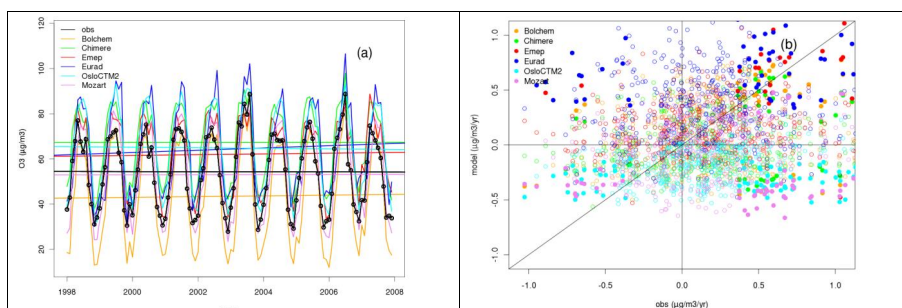 obs
Bolchem
Chimere
Emep
Eurad
OsloCTM2
Mozart
(a)
O3 (µg/m3)
120
100
80
60
40
20
1998
2000
2002
2004
2006
2008
Bolchem
Chimere
Emep
Eurad
OsloCTM2
Mozart
(b)
model (µg/m3/yr)
1.0
0.5
0.0
-0.5
-1.0
-1.0
-0.5
0.0
0.5
1.0
obs (µg/m3/yr)